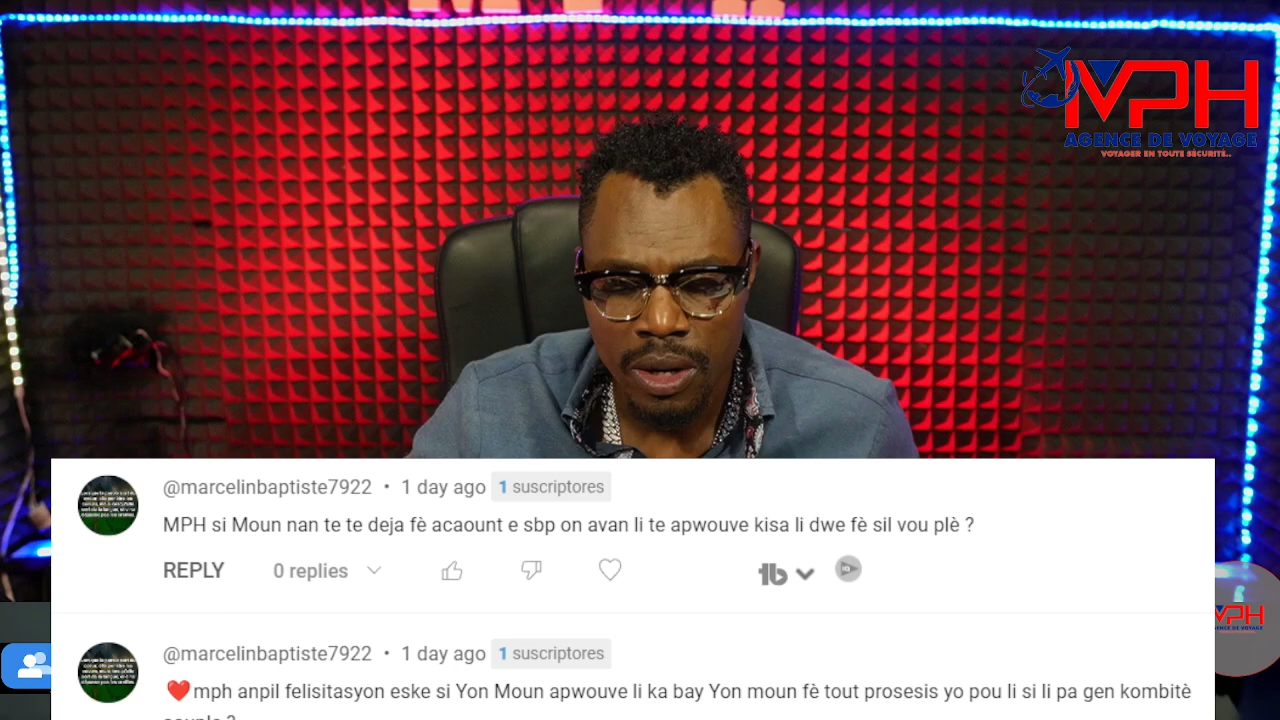 MPH
AGENCE DE VOYAGE
VOYAGER EN TOUTE SÉCURITÉ..
@marcelinbaptiste7922 • 1 day ago 1 suscriptores
MPH si Moun nan te te deja fè acaount e sbp on avan li te apwouve kisa li dwe fè sil vou plè ?
REPLY 0 replies
tb
MPH
@marcelinbaptiste7922 • 1 day ago 1 suscriptores
❤️mph anpil felisitasyon eske si Yon Moun apwouve li ka bay Yon moun fè tout prosesis yo pou li si li pa gen kombitè